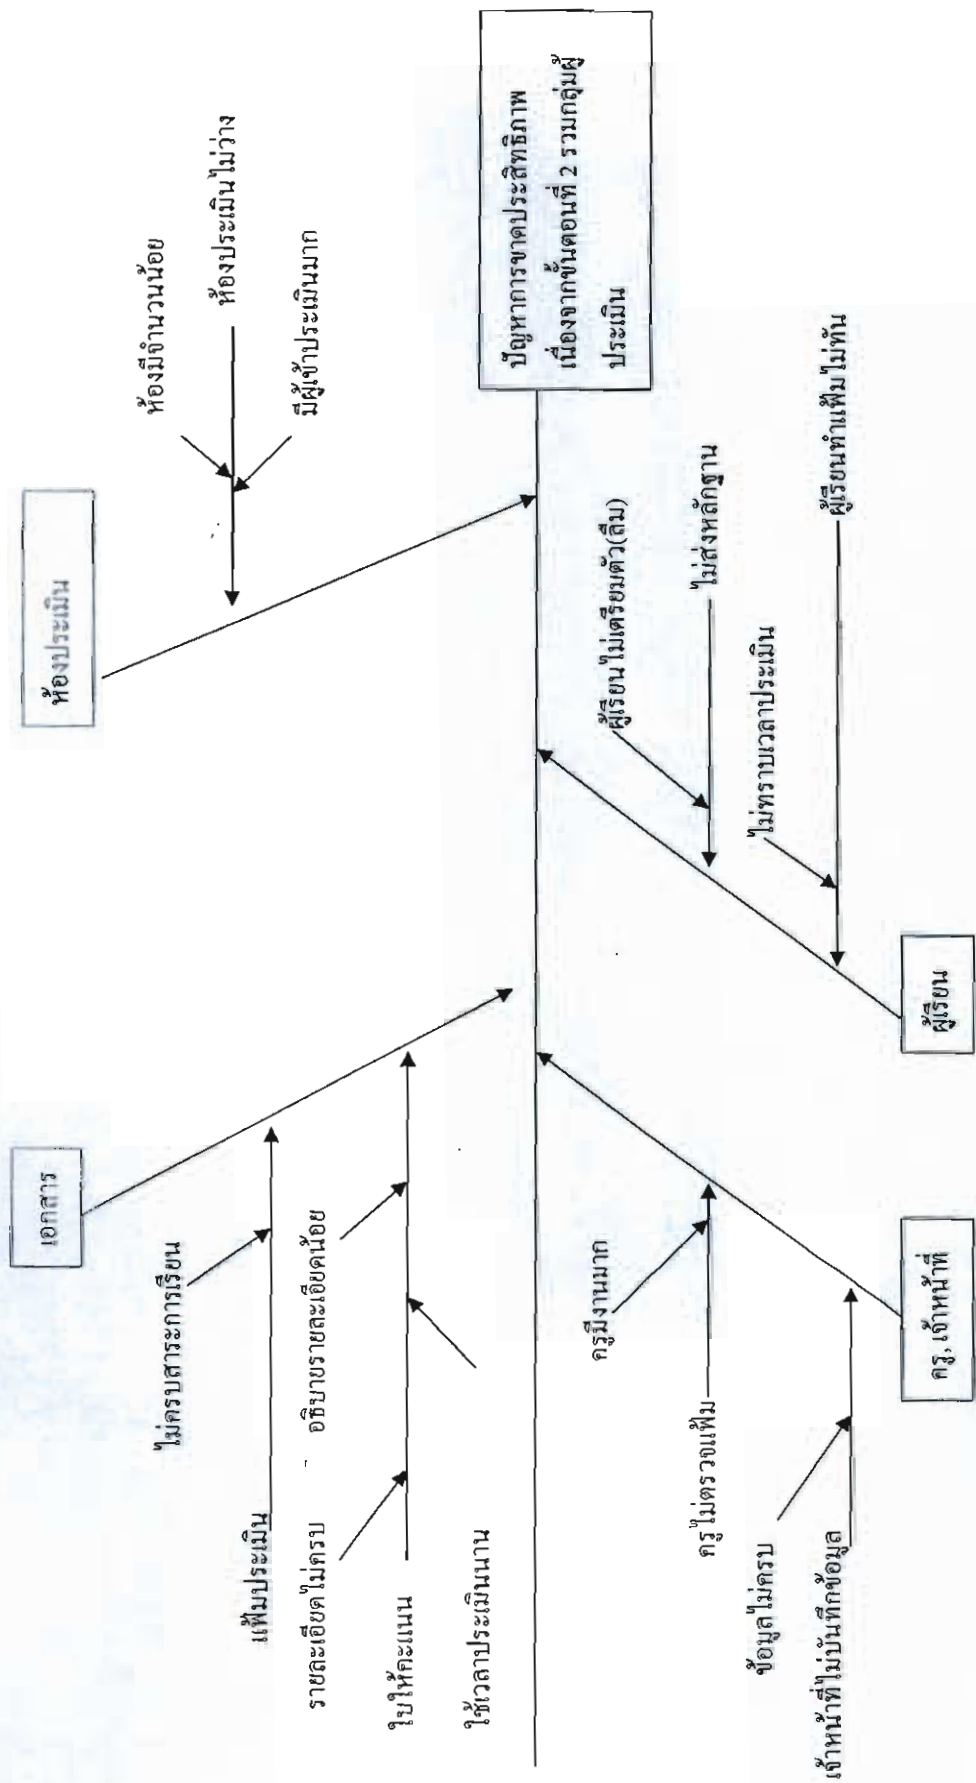 เอกสาร
ห้องประเมิน
ไม่ครบสาระการเรียน
แฟ้มประเมิน
รายละเอียดไม่ครบ
อธิบายรายละเอียดน้อย
ใบให้คะแนน
ใช้เวลาประเมินนาน
ห้องมีจำนวนน้อย
ห้องประเมินไม่ว่าง
มีผู้เข้าประเมินมาก
ปัญหาการขาดประสิทธิภาพ
เนื่องจากขั้นตอนที่ 2 รวมกลุ่มผู้
ประเมิน
ครูมีงานมาก
ครูไม่ตรวจแฟ้ม
ข้อมูลไม่ครบ
เจ้าหน้าที่ไม่บันทึกข้อมูล
ผู้เรียนไม่เตรียมตัว(ลืม)
ไม่ส่งหลักฐาน
ไม่ทราบเวลาประเมิน
ผู้เรียนทำแฟ้มไม่ทัน
ครู, เจ้าหน้าที่
ผู้เรียน